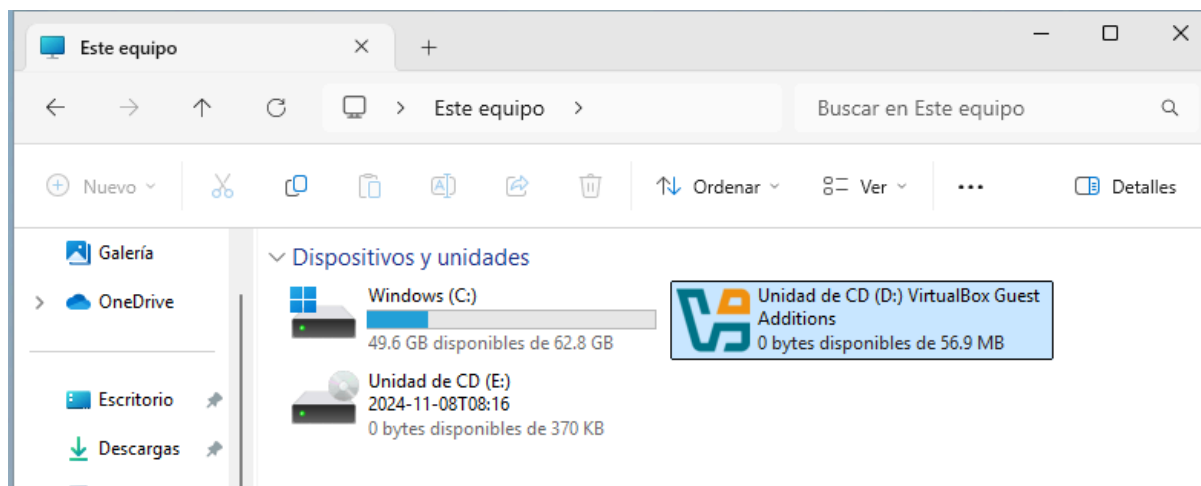 Este equipo
Este equipo
Buscar en Este equipo
Nuevo
Ordenar
Ver
Detalles
Galería
OneDrive
Escritorio
Descargas
Dispositivos y unidades
Windows (C:)
49.6 GB disponibles de 62.8 GB
Unidad de CD (D:) VirtualBox Guest
Additions
0 bytes disponibles de 56.9 MB
Unidad de CD (E:)
2024-11-08T08:16
0 bytes disponibles de 370 KB